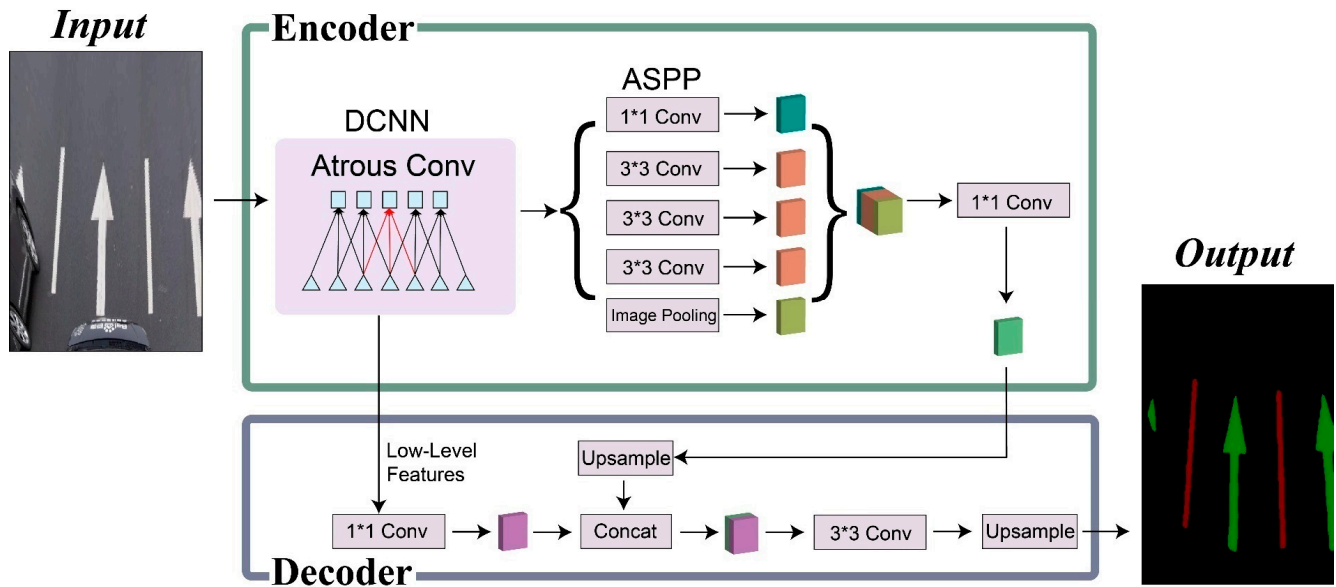 Input
Encoder
ASPP
1*1 Conv
DCNN
Atrous Conv
3*3 Conv
3*3 Conv
1*1 Conv
3*3 Conv
Image Pooling
Output
Low-Level
Features
Upsample
1*1 Conv
Concat
3*3 Conv
Upsample
Decoder